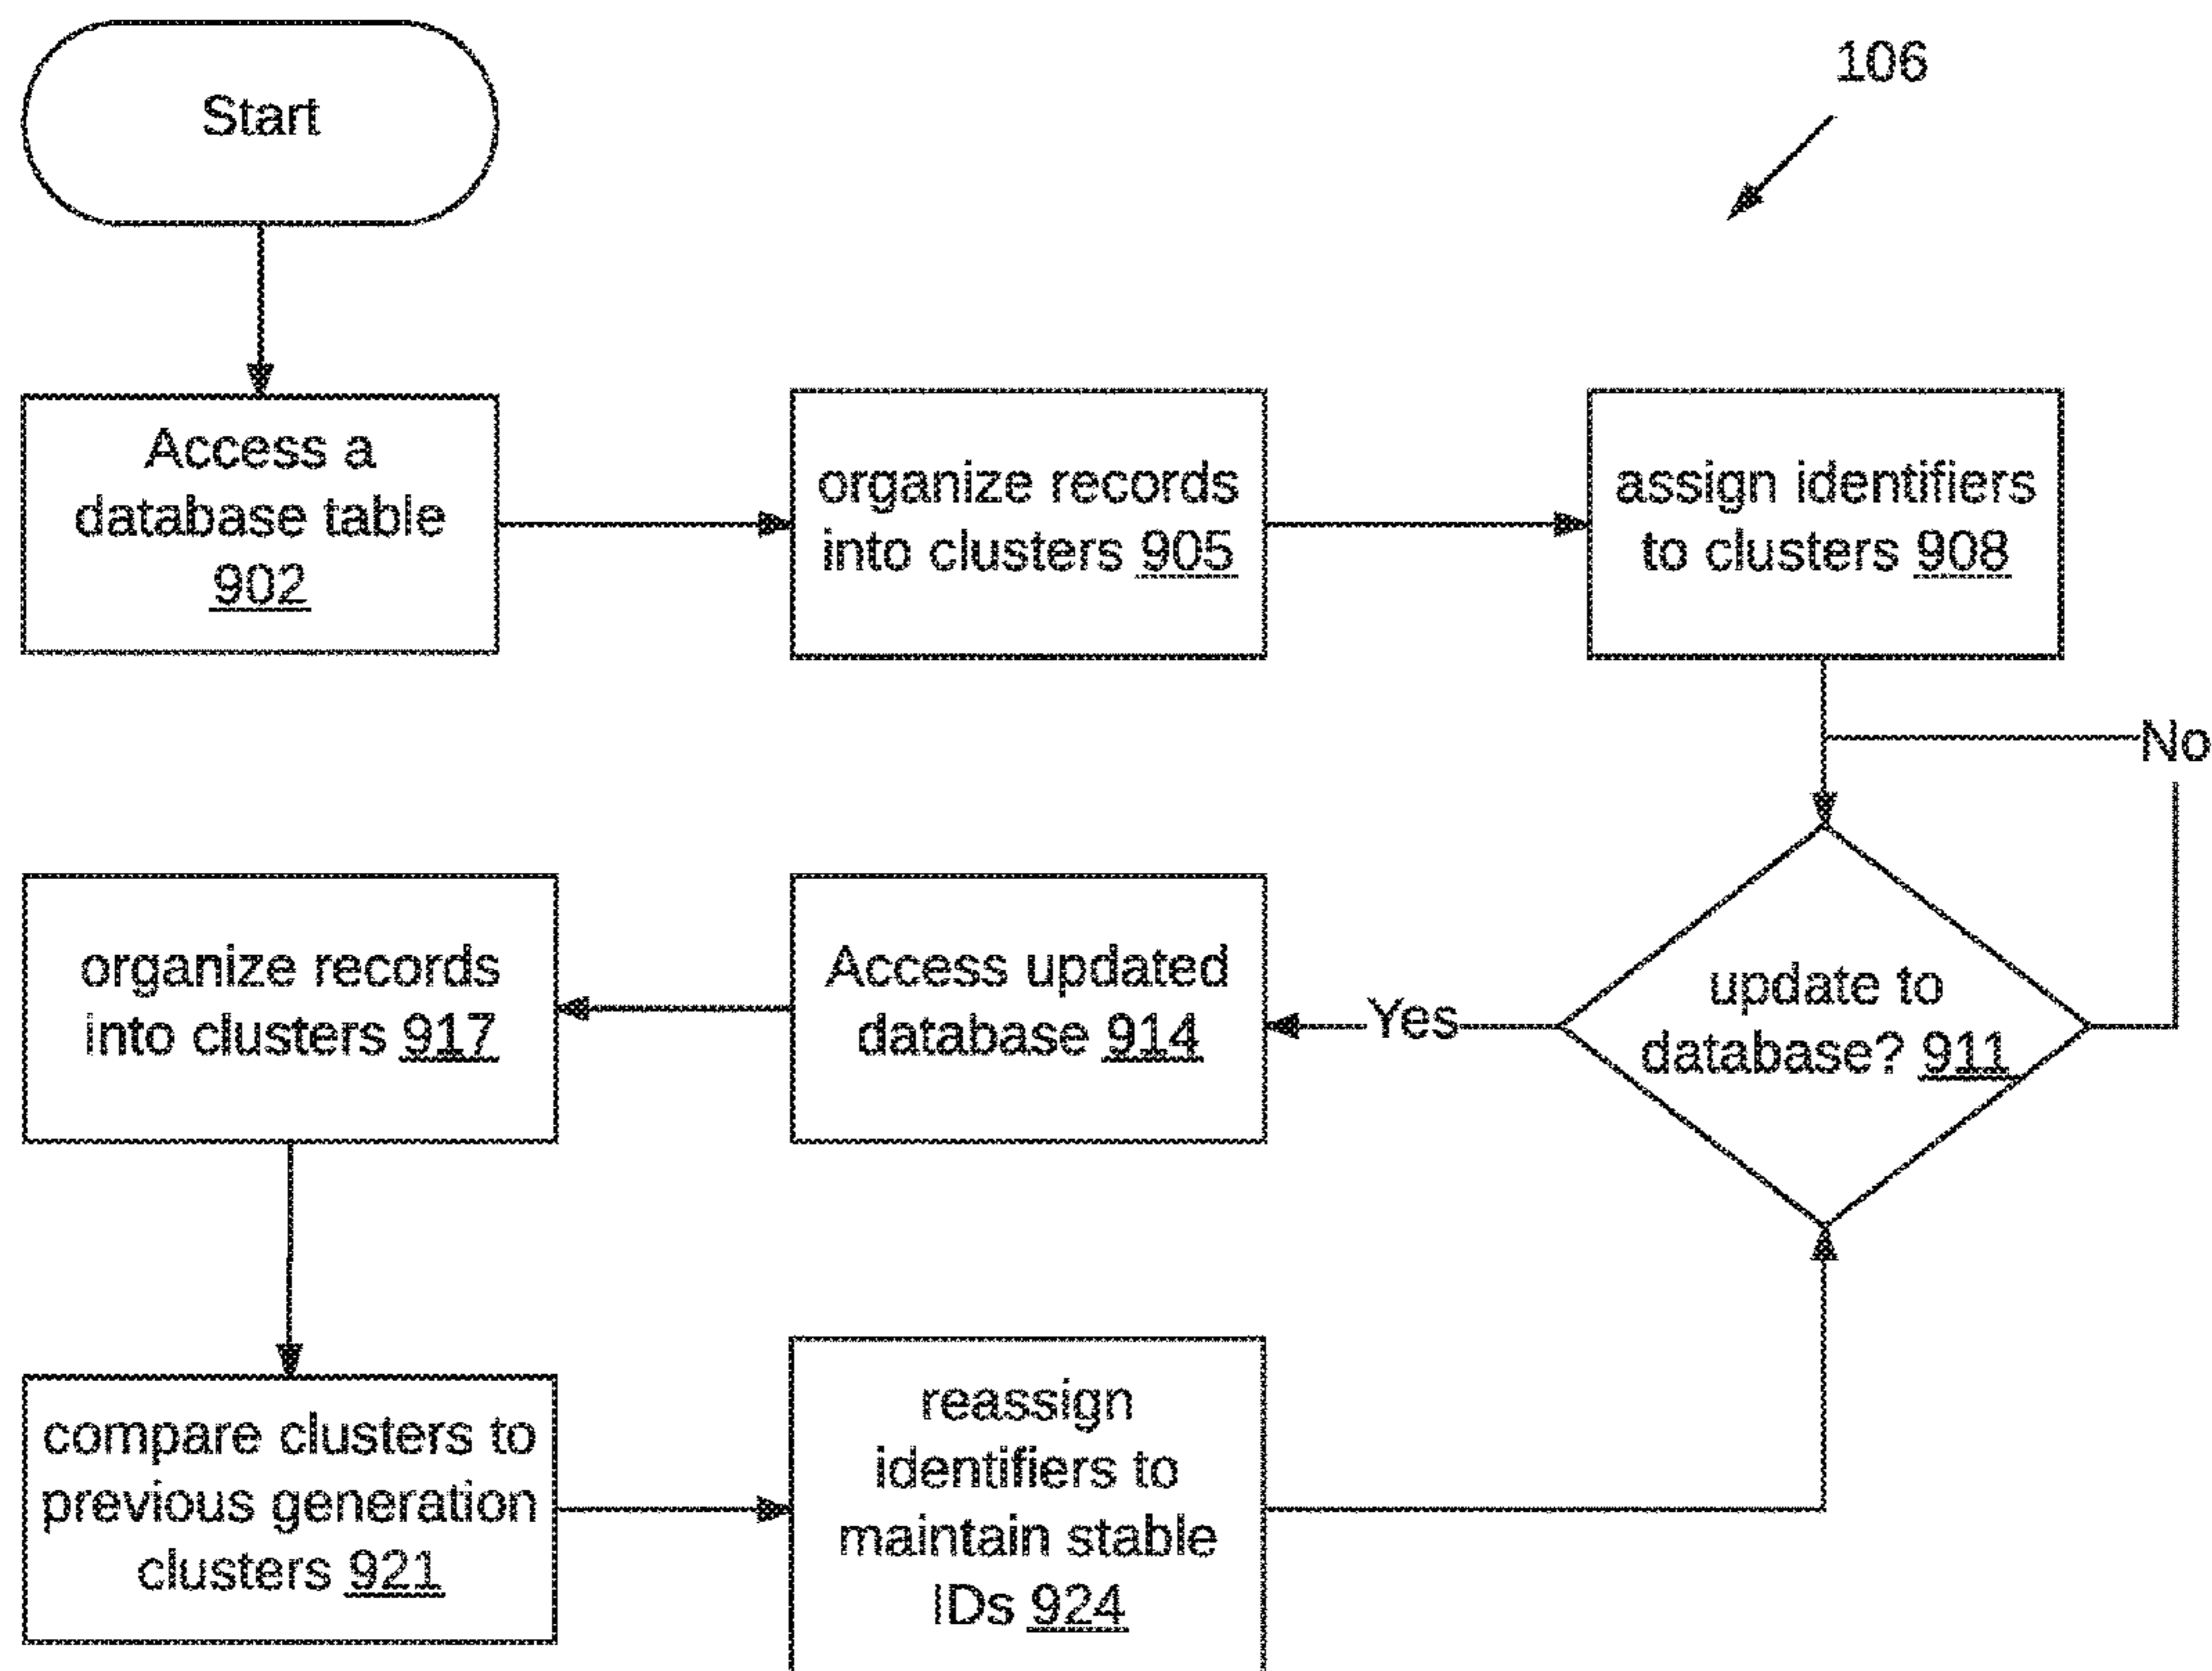 Start
106
Access a
database table
902
organize records
into clusters 905
assign identifiers
to clusters 908
No
update to
database? 911
Yes
Access updated
database 914
organize records
into clusters 917
compare clusters to
previous generation
clusters 921
reassign
identifiers to
maintain stable
IDs 924